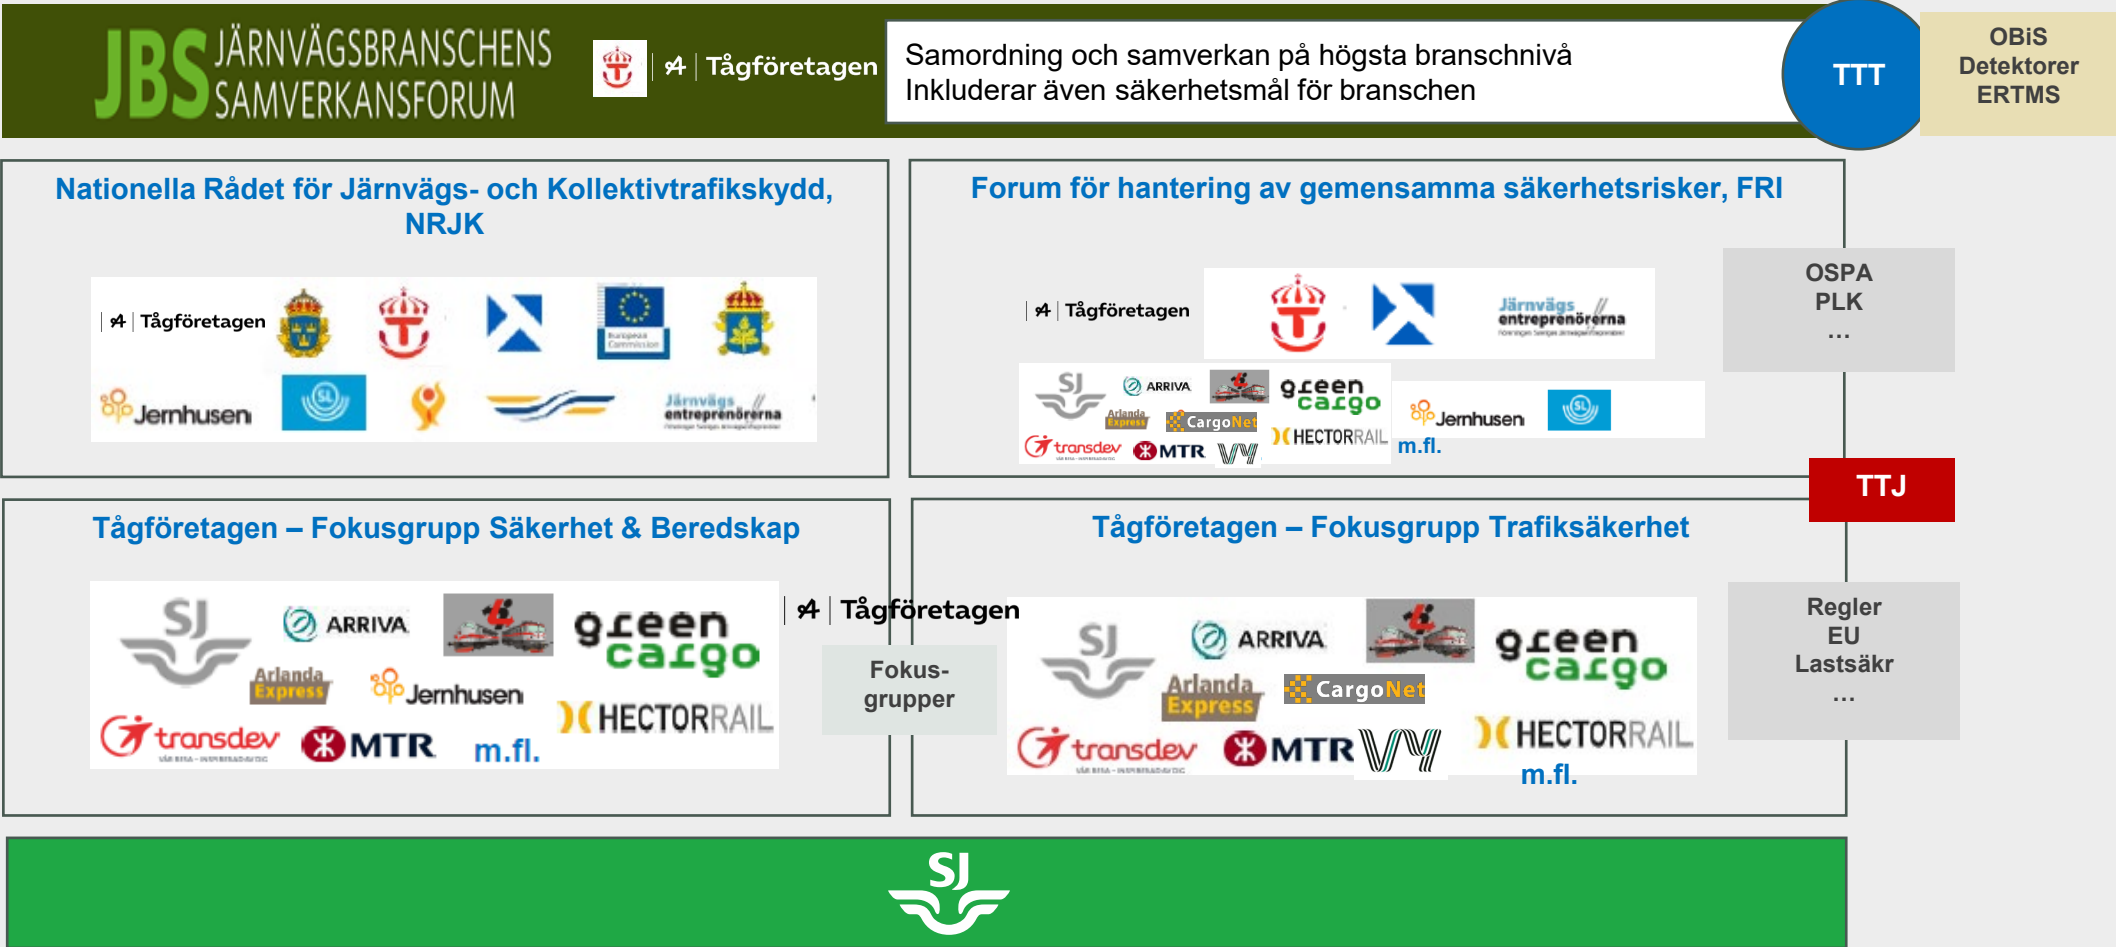 JBS JÄRNVÄGSBRANSCHENS
SAMVERKANSFORUM
Tågföretagen
Samordning och samverkan på högsta branschnivå
Inkluderar även säkerhetsmål för branschen
TTT
OBiS
Detektorer
ERTMS
Nationella Rådet för Järnvägs- och Kollektivtrafikskydd,
NRJK
Tågföretagen
European
Commission
Jernhusen
SL
Järnvägs
entreprenörerna
Forum för hantering av gemensamma säkerhetsrisker, FRI
Tågföretagen
Järnvägs
entreprenörerna
SJ
ARRIVA
green
cargo
Arlanda
Express
CargoNet
transdev
MTR
VY
HECTORRAIL
Jernhusen
SL
m.fl.
OSPA
PLK
…
TTJ
Tågföretagen – Fokusgrupp Säkerhet & Beredskap
SJ
ARRIVA
green
cargo
Arlanda
Express
Jernhusen
HECTORRAIL
transdev
MTR
m.fl.
Tågföretagen
Fokus-
grupper
Tågföretagen – Fokusgrupp Trafiksäkerhet
SJ
ARRIVA
green
cargo
Arlanda
Express
CargoNet
transdev
MTR
VY
HECTORRAIL
m.fl.
Regler
EU
Lastsäkr
…
SJ